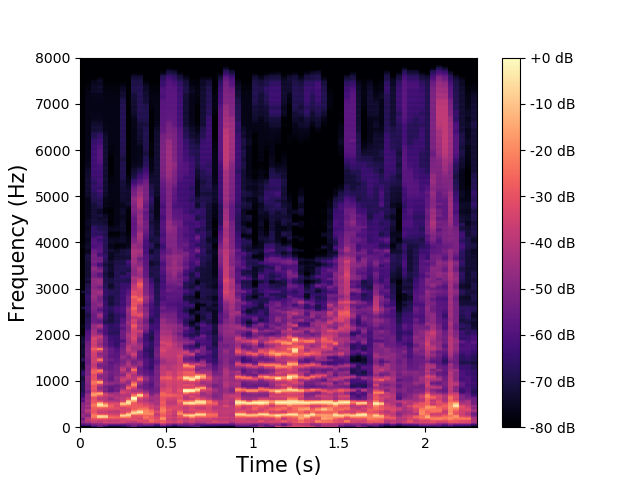 8000
7000
6000
5000
4000
3000
2000
1000
0
Frequency (Hz)
0
0.5
1
1.5
2
Time (s)
+0 dB
-10 dB
-20 dB
-30 dB
-40 dB
-50 dB
-60 dB
-70 dB
-80 dB